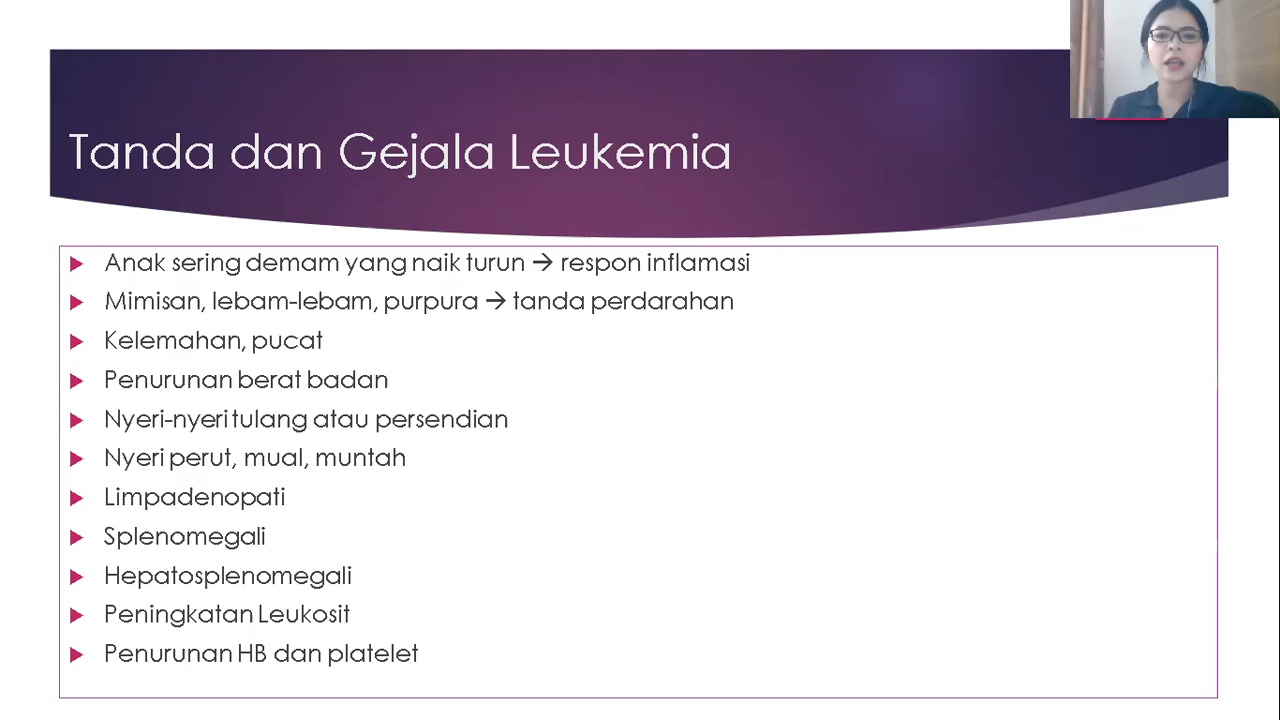 Tanda dan Gejala Leukemia
Anak sering demam yang naik turun → respon inflamasi
Mimisan, lebam-lebam, purpura → tanda perdarahan
Kelemahan, pucat
Penurunan berat badan
Nyeri-nyeri tulang atau persendian
Nyeri perut, mual, muntah
Limpadenopati
Splenomegali
Hepatosplenomegali
Peningkatan Leukosit
Penurunan HB dan platelet